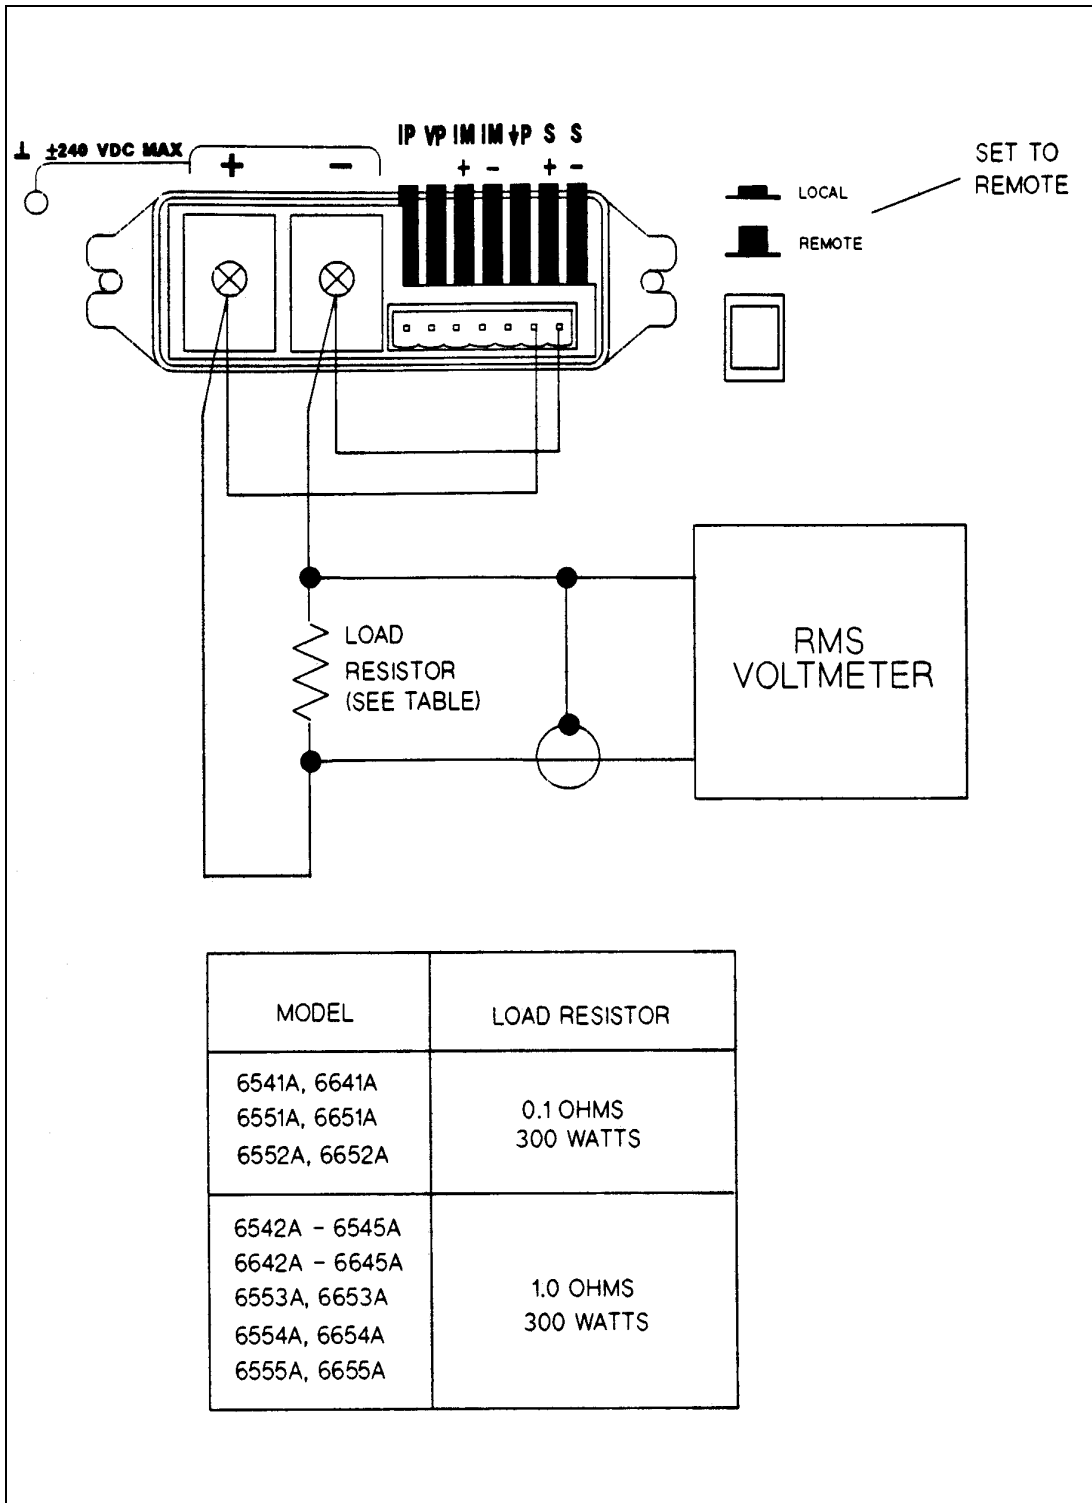 IP VP IM IM ↓P S S
+ - + -
⊥ ±240 VDC MAX
+ -
SET TO
REMOTE
LOCAL
REMOTE
LOAD
RESISTOR
(SEE TABLE)
RMS
VOLTMETER
MODEL
LOAD RESISTOR
6541A, 6641A
6551A, 6651A
6552A, 6652A
0.1 OHMS
300 WATTS
6542A - 6545A
6642A - 6645A
6553A, 6653A
6554A, 6654A
6555A, 6655A
1.0 OHMS
300 WATTS